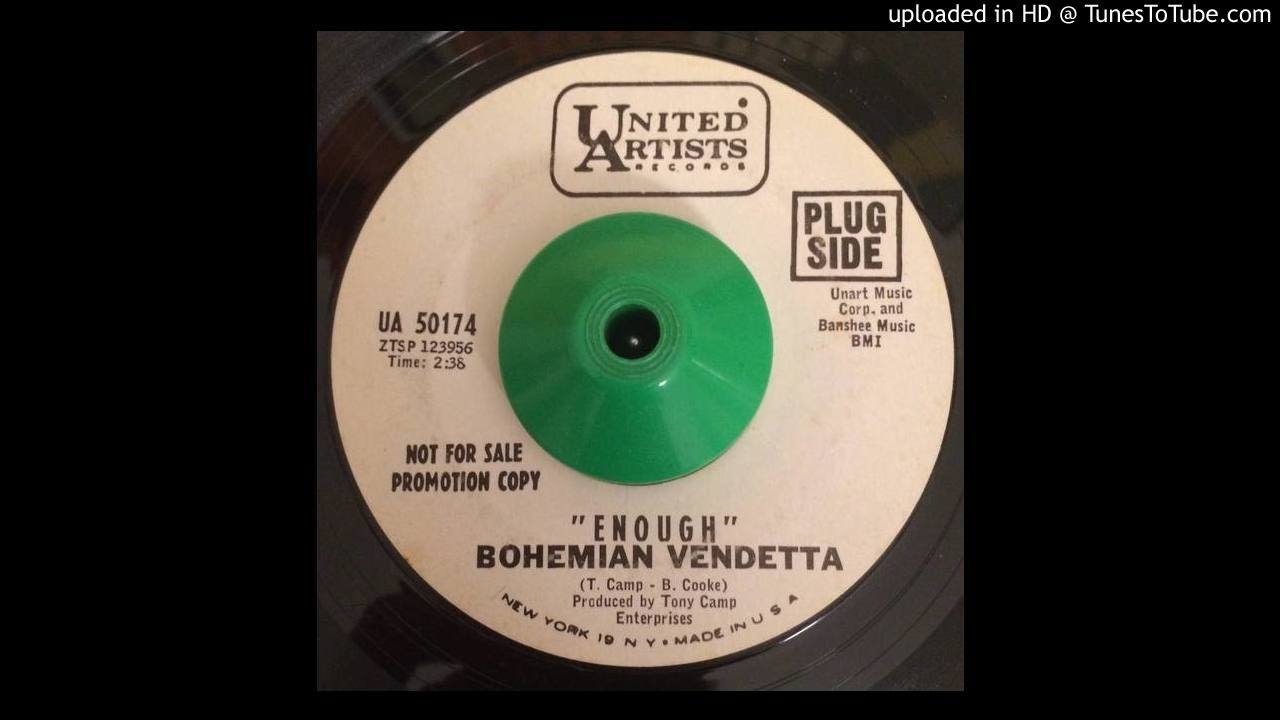 uploaded in HD @ TunesToTube.com
UNITED
ARTISTS
RECORDS
PLUG
SIDE
Unart Music
Corp. and
Banshee Music
BMI
UA 50174
ZTSP 123956
Time: 2:38
NOT FOR SALE
PROMOTION COPY
"ENOUGH"
BOHEMIAN VENDETTA
(T. Camp - B. Cooke)
Produced by Tony Camp
Enterprises
NEW YORK 19 N Y • MADE IN U S A